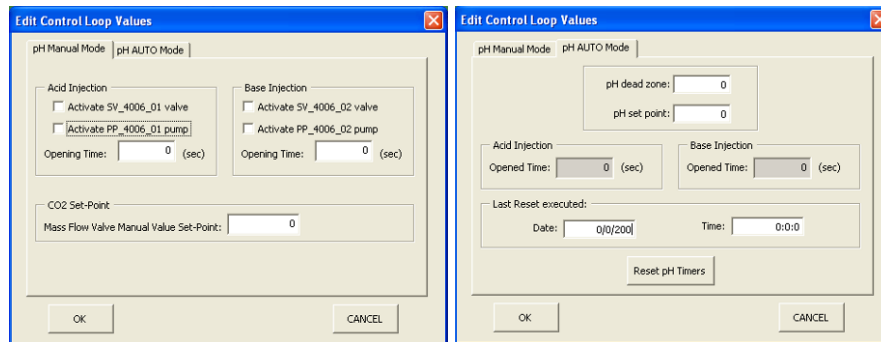 Edit Control Loop Values
pH Manual Mode pH AUTO Mode
Acid Injection
Activate SV_4006_01 valve
Activate PP_4006_01 pump
Opening Time: 0 (sec)
Base Injection
Activate SV_4006_02 valve
Activate PP_4006_02 pump
Opening Time: 0 (sec)
CO2 Set-Point
Mass Flow Valve Manual Value Set-Point: 0
OK CANCEL
Edit Control Loop Values
pH Manual Mode pH AUTO Mode
pH dead zone: 0
pH set point: 0
Acid Injection
Opened Time: 0 (sec)
Base Injection
Opened Time: 0 (sec)
Last Reset executed:
Date: 0/0/200 Time: 0:0:0
Reset pH Timers
OK CANCEL